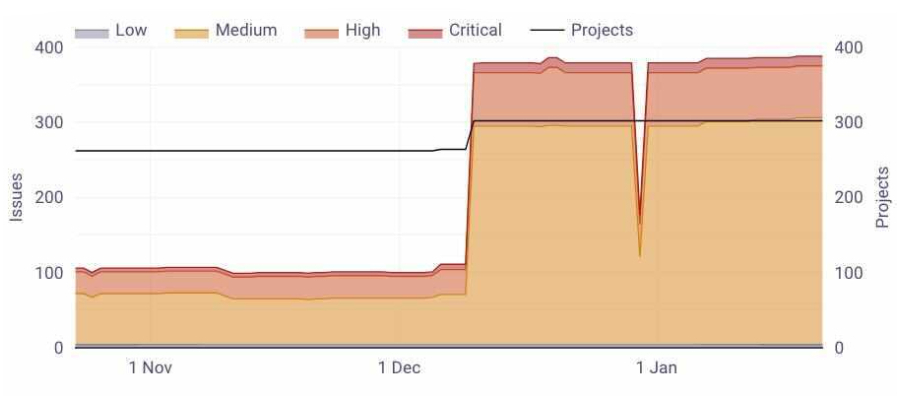 Low Medium High Critical Projects
400 400
300 300
200 200
100 100
0 0
Issues
Projects
1 Nov 1 Dec 1 Jan